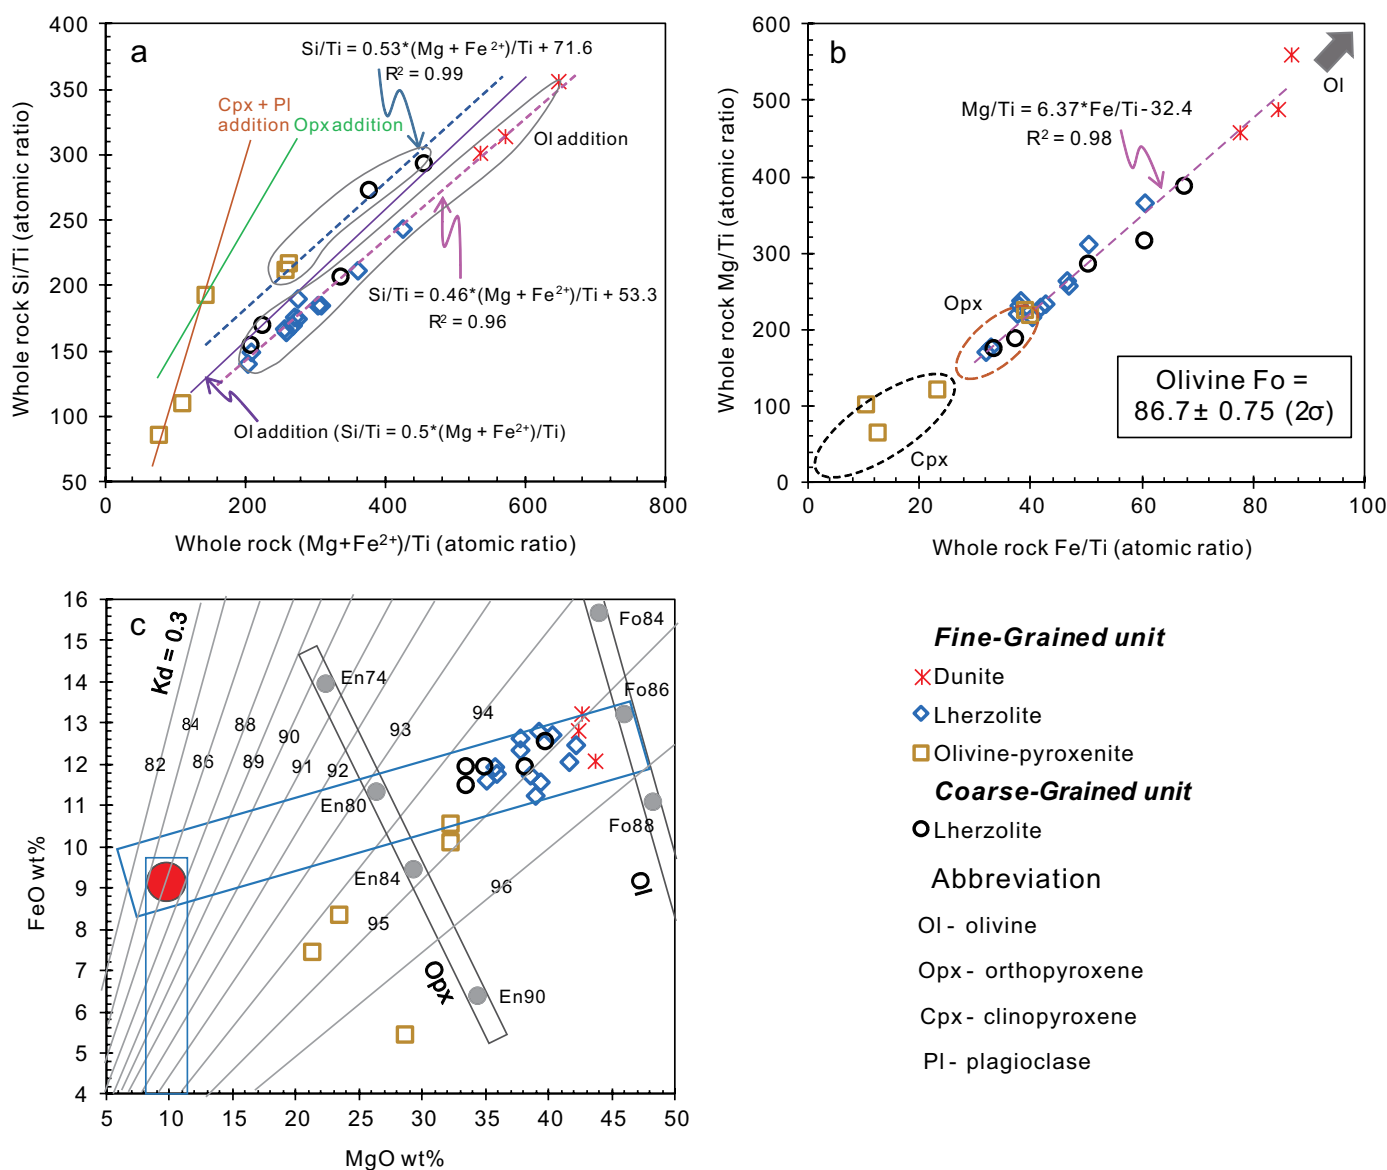 a
Si/Ti = 0.53*(Mg + Fe²⁺)/Ti + 71.6
R² = 0.99
Cpx + Pl
addition
Opx addition
Ol addition
Si/Ti = 0.46*(Mg + Fe²⁺)/Ti + 53.3
R² = 0.96
Ol addition (Si/Ti = 0.5*(Mg + Fe²⁺)/Ti)
400
350
300
250
200
150
100
50
0 200 400 600 800
Whole rock Si/Ti (atomic ratio)
Whole rock (Mg+Fe²⁺)/Ti (atomic ratio)
b
Ol
Mg/Ti = 6.37*Fe/Ti-32.4
R² = 0.98
Opx
Cpx
Olivine Fo =
86.7± 0.75 (2σ)
600
500
400
300
200
100
0
0 20 40 60 80 100
Whole rock Mg/Ti (atomic ratio)
Whole rock Fe/Ti (atomic ratio)
c
Kd = 0.3
82
84
86
88
89
90
91
92
93
94
95
96
En74
En80
En84
En90
Opx
Fo84
Fo86
Fo88
Ol
16
15
14
13
12
11
10
9
8
7
6
5
4
5 10 15 20 25 30 35 40 45 50
FeO wt%
MgO wt%
Fine-Grained unit
Dunite
Lherzolite
Olivine-pyroxenite
Coarse-Grained unit
Lherzolite
Abbreviation
Ol - olivine
Opx - orthopyroxene
Cpx - clinopyroxene
Pl - plagioclase